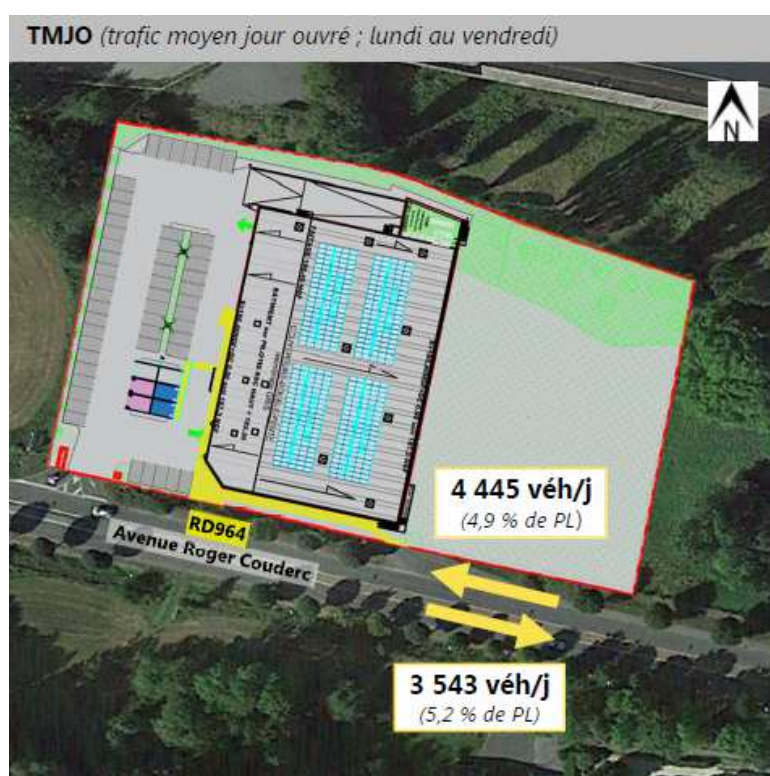 TMJO (trafic moyen jour ouvré ; lundi au vendredi)
N
4 445 véh/j
(4,9 % de PL)
RD964
Avenue Roger Couderc
3 543 véh/j
(5,2 % de PL)